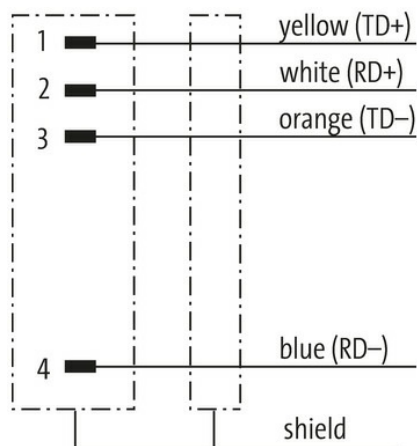 1 yellow (TD+)
2 white (RD+)
3 orange (TD–)
4 blue (RD–)
shield